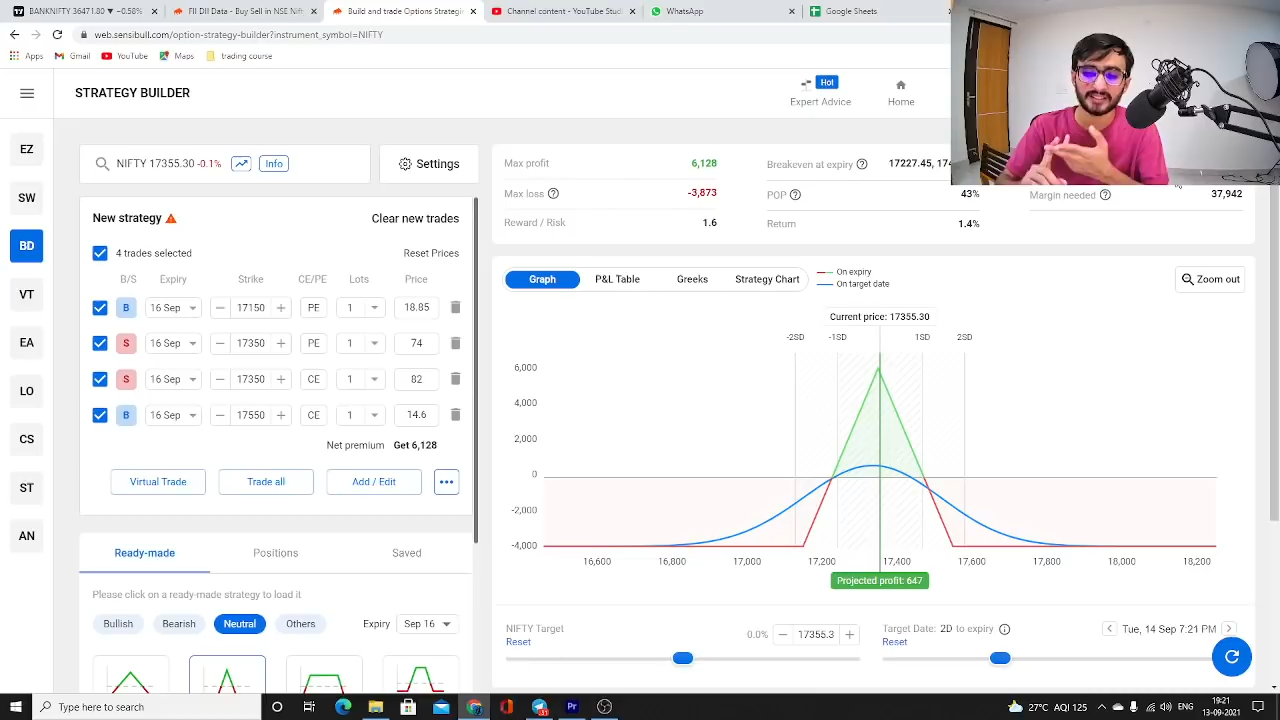 BANKNIFTY 36471.80 ▼ −0.58%
FII DII Data - Buy Sell in NSE Nift
Build and trade Options Strategie
Channel content - YouTube Studi
WhatsApp
Google Sheets
web.sensibull.com/option-strategy-builder?instrument_symbol=NIFTY
Apps
Gmail
YouTube
Maps
trading course
STRATEGY BUILDER
Hot
Expert Advice
Home
EZ
SW
BD
VT
EA
LO
CS
ST
AN
NIFTY 17355.30 -0.1%
Info
Settings
New strategy
Clear new trades
4 trades selected
Reset Prices
B/S Expiry Strike CE/PE Lots Price
B 16 Sep − 17150 + PE 1 18.85
S 16 Sep − 17350 + PE 1 74
S 16 Sep − 17350 + CE 1 82
B 16 Sep − 17550 + CE 1 14.6
Net premium Get 6,128
Virtual Trade
Trade all
Add / Edit
Ready-made
Positions
Saved
Please click on a ready-made strategy to load it
Bullish
Bearish
Neutral
Others
Expiry Sep 16
Max profit 6,128
Max loss -3,873
Reward / Risk 1.6
Breakeven at expiry 17227.45, 174
POP 43%
Return 1.4%
Margin needed 37,942
Graph
P&L Table
Greeks
Strategy Chart
On expiry
On target date
Zoom out
Current price: 17355.30
-2SD -1SD 1SD 2SD
6,000
4,000
2,000
0
-2,000
-4,000
16,600 16,800 17,000 17,200 17,400 17,600 17,800 18,000 18,200
Projected profit: 647
NIFTY Target
Reset
0.0% − 17355.3 +
Target Date: 2D to expiry
Reset
Tue, 14 Sep 7:21 PM
Type here to search
Pr
27°C AQI 125
19:21
13-09-2021